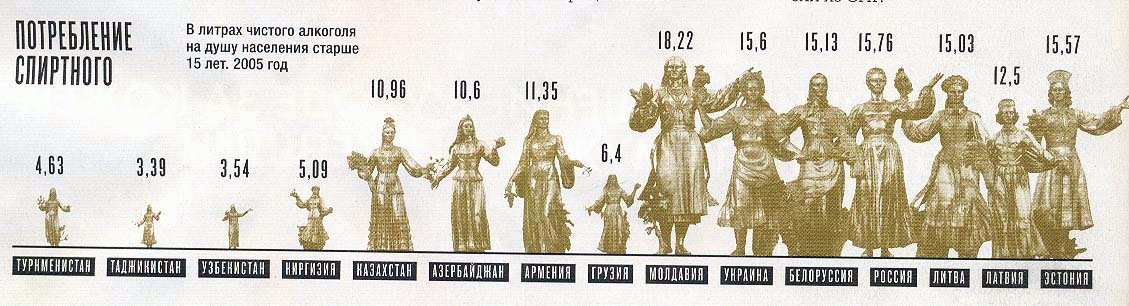 ПОТРЕБЛЕНИЕ
СПИРТНОГО
В литрах чистого алкоголя
на душу населения старше
15 лет. 2005 год
4,63
3,39
3,54
5,09
10,96
10,6
11,35
6,4
18,22
15,6
15,13
15,76
15,03
12,5
15,57
ТУРКМЕНИСТАН
ТАДЖИКИСТАН
УЗБЕКИСТАН
КИРГИЗИЯ
КАЗАХСТАН
АЗЕРБАЙДЖАН
АРМЕНИЯ
ГРУЗИЯ
МОЛДАВИЯ
УКРАИНА
БЕЛОРУССИЯ
РОССИЯ
ЛИТВА
ЛАТВИЯ
ЭСТОНИЯ